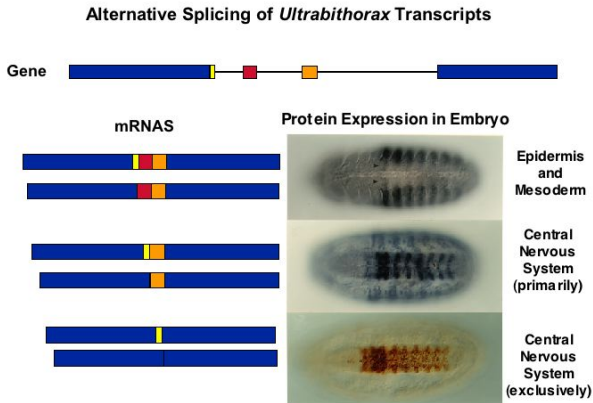 Alternative Splicing of Ultrabithorax Transcripts
Gene
mRNAS
Protein Expression in Embryo
Epidermis
and
Mesoderm
Central
Nervous
System
(primarily)
Central
Nervous
System
(exclusively)